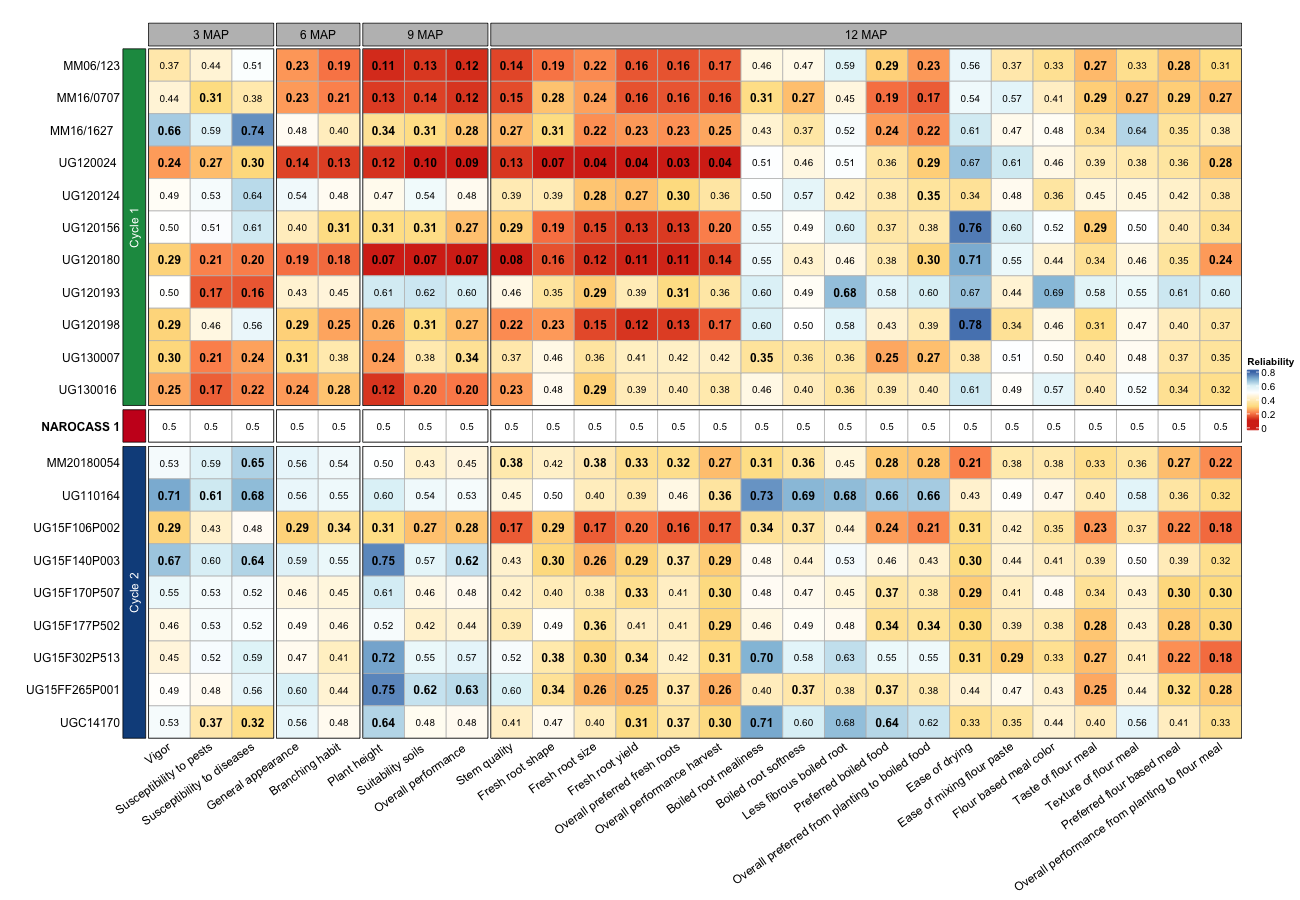 3 MAP 6 MAP 9 MAP 12 MAP
MM06/123 0.37 0.44 0.51 0.23 0.19 0.11 0.13 0.12 0.14 0.19 0.22 0.16 0.16 0.17 0.46 0.47 0.59 0.29 0.23 0.56 0.37 0.33 0.27 0.33 0.28 0.31
MM16/0707 0.44 0.31 0.38 0.23 0.21 0.13 0.14 0.12 0.15 0.28 0.24 0.16 0.16 0.16 0.31 0.27 0.45 0.19 0.17 0.54 0.57 0.41 0.29 0.27 0.29 0.27
MM16/1627 0.66 0.59 0.74 0.48 0.40 0.34 0.31 0.28 0.27 0.31 0.22 0.23 0.23 0.25 0.43 0.37 0.52 0.24 0.22 0.61 0.47 0.48 0.34 0.64 0.35 0.38
UG120024 0.24 0.27 0.30 0.14 0.13 0.12 0.10 0.09 0.13 0.07 0.04 0.04 0.03 0.04 0.51 0.46 0.51 0.36 0.29 0.67 0.61 0.46 0.39 0.38 0.36 0.28
UG120124 0.49 0.53 0.64 0.54 0.48 0.47 0.54 0.48 0.39 0.39 0.28 0.27 0.30 0.36 0.50 0.57 0.42 0.38 0.35 0.34 0.48 0.36 0.45 0.45 0.42 0.38
UG120156 0.50 0.51 0.61 0.40 0.31 0.31 0.31 0.27 0.29 0.19 0.15 0.13 0.13 0.20 0.55 0.49 0.60 0.37 0.38 0.76 0.60 0.52 0.29 0.50 0.40 0.34
UG120180 0.29 0.21 0.20 0.19 0.18 0.07 0.07 0.07 0.08 0.16 0.12 0.11 0.11 0.14 0.55 0.43 0.46 0.38 0.30 0.71 0.55 0.44 0.34 0.46 0.35 0.24
UG120193 0.50 0.17 0.16 0.43 0.45 0.61 0.62 0.60 0.46 0.35 0.29 0.39 0.31 0.36 0.60 0.49 0.68 0.58 0.60 0.67 0.44 0.69 0.58 0.55 0.61 0.60
UG120198 0.29 0.46 0.56 0.29 0.25 0.26 0.31 0.27 0.22 0.23 0.15 0.12 0.13 0.17 0.60 0.50 0.58 0.43 0.39 0.78 0.34 0.46 0.31 0.47 0.40 0.37
UG130007 0.30 0.21 0.24 0.31 0.38 0.24 0.38 0.34 0.37 0.46 0.36 0.41 0.42 0.42 0.35 0.36 0.36 0.25 0.27 0.38 0.51 0.50 0.40 0.48 0.37 0.35
UG130016 0.25 0.17 0.22 0.24 0.28 0.12 0.20 0.20 0.23 0.48 0.29 0.39 0.40 0.38 0.46 0.40 0.36 0.39 0.40 0.61 0.49 0.57 0.40 0.52 0.34 0.32
Cycle 1
Reliability
0.8
0.6
0.4
0.2
0
NAROCASS 1 0.5 0.5 0.5 0.5 0.5 0.5 0.5 0.5 0.5 0.5 0.5 0.5 0.5 0.5 0.5 0.5 0.5 0.5 0.5 0.5 0.5 0.5 0.5 0.5 0.5 0.5
MM20180054 0.53 0.59 0.65 0.56 0.54 0.50 0.43 0.45 0.38 0.42 0.38 0.33 0.32 0.27 0.31 0.36 0.45 0.28 0.28 0.21 0.38 0.38 0.33 0.36 0.27 0.22
UG110164 0.71 0.61 0.68 0.56 0.55 0.60 0.54 0.53 0.45 0.50 0.40 0.39 0.46 0.36 0.73 0.69 0.68 0.66 0.66 0.43 0.49 0.47 0.40 0.58 0.36 0.32
UG15F106P002 0.29 0.43 0.48 0.29 0.34 0.31 0.27 0.28 0.17 0.29 0.17 0.20 0.16 0.17 0.34 0.37 0.44 0.24 0.21 0.31 0.42 0.35 0.23 0.37 0.22 0.18
UG15F140P003 0.67 0.60 0.64 0.59 0.55 0.75 0.57 0.62 0.43 0.30 0.26 0.29 0.37 0.29 0.48 0.44 0.53 0.46 0.43 0.30 0.44 0.41 0.39 0.50 0.39 0.32
UG15F170P507 0.55 0.53 0.52 0.46 0.45 0.61 0.46 0.48 0.42 0.40 0.38 0.33 0.41 0.30 0.48 0.47 0.45 0.37 0.38 0.29 0.41 0.48 0.34 0.43 0.30 0.30
UG15F177P502 0.46 0.53 0.52 0.49 0.46 0.52 0.42 0.44 0.39 0.49 0.36 0.41 0.41 0.29 0.46 0.49 0.48 0.34 0.34 0.30 0.39 0.38 0.28 0.43 0.28 0.30
UG15F302P513 0.45 0.52 0.59 0.47 0.41 0.72 0.55 0.57 0.52 0.38 0.30 0.34 0.42 0.31 0.70 0.58 0.63 0.55 0.55 0.31 0.29 0.33 0.27 0.41 0.22 0.18
UG15FF265P001 0.49 0.48 0.56 0.60 0.44 0.75 0.62 0.63 0.60 0.34 0.26 0.25 0.37 0.26 0.40 0.37 0.38 0.37 0.38 0.44 0.47 0.43 0.25 0.44 0.32 0.28
UGC14170 0.53 0.37 0.32 0.56 0.48 0.64 0.48 0.48 0.41 0.47 0.40 0.31 0.37 0.30 0.71 0.60 0.68 0.64 0.62 0.33 0.35 0.44 0.40 0.56 0.41 0.33
Cycle 2
Vigor
Susceptibility to pests
Susceptibility to diseases
General appearance
Branching habit
Plant height
Suitability soils
Overall performance
Stem quality
Fresh root shape
Fresh root size
Fresh root yield
Overall preferred fresh roots
Overall performance harvest
Boiled root mealiness
Boiled root softness
Less fibrous boiled root
Preferred boiled food
Overall preferred from planting to boiled food
Ease of drying
Ease of mixing flour paste
Flour based meal color
Taste of flour meal
Texture of flour meal
Preferred flour based meal
Overall performance from planting to flour meal